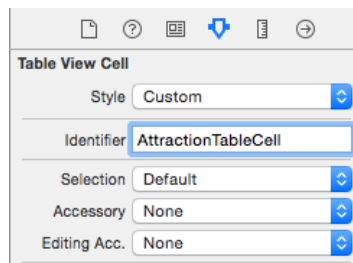 Table View Cell
Style Custom
Identifier AttractionTableCell
Selection Default
Accessory None
Editing Acc. None